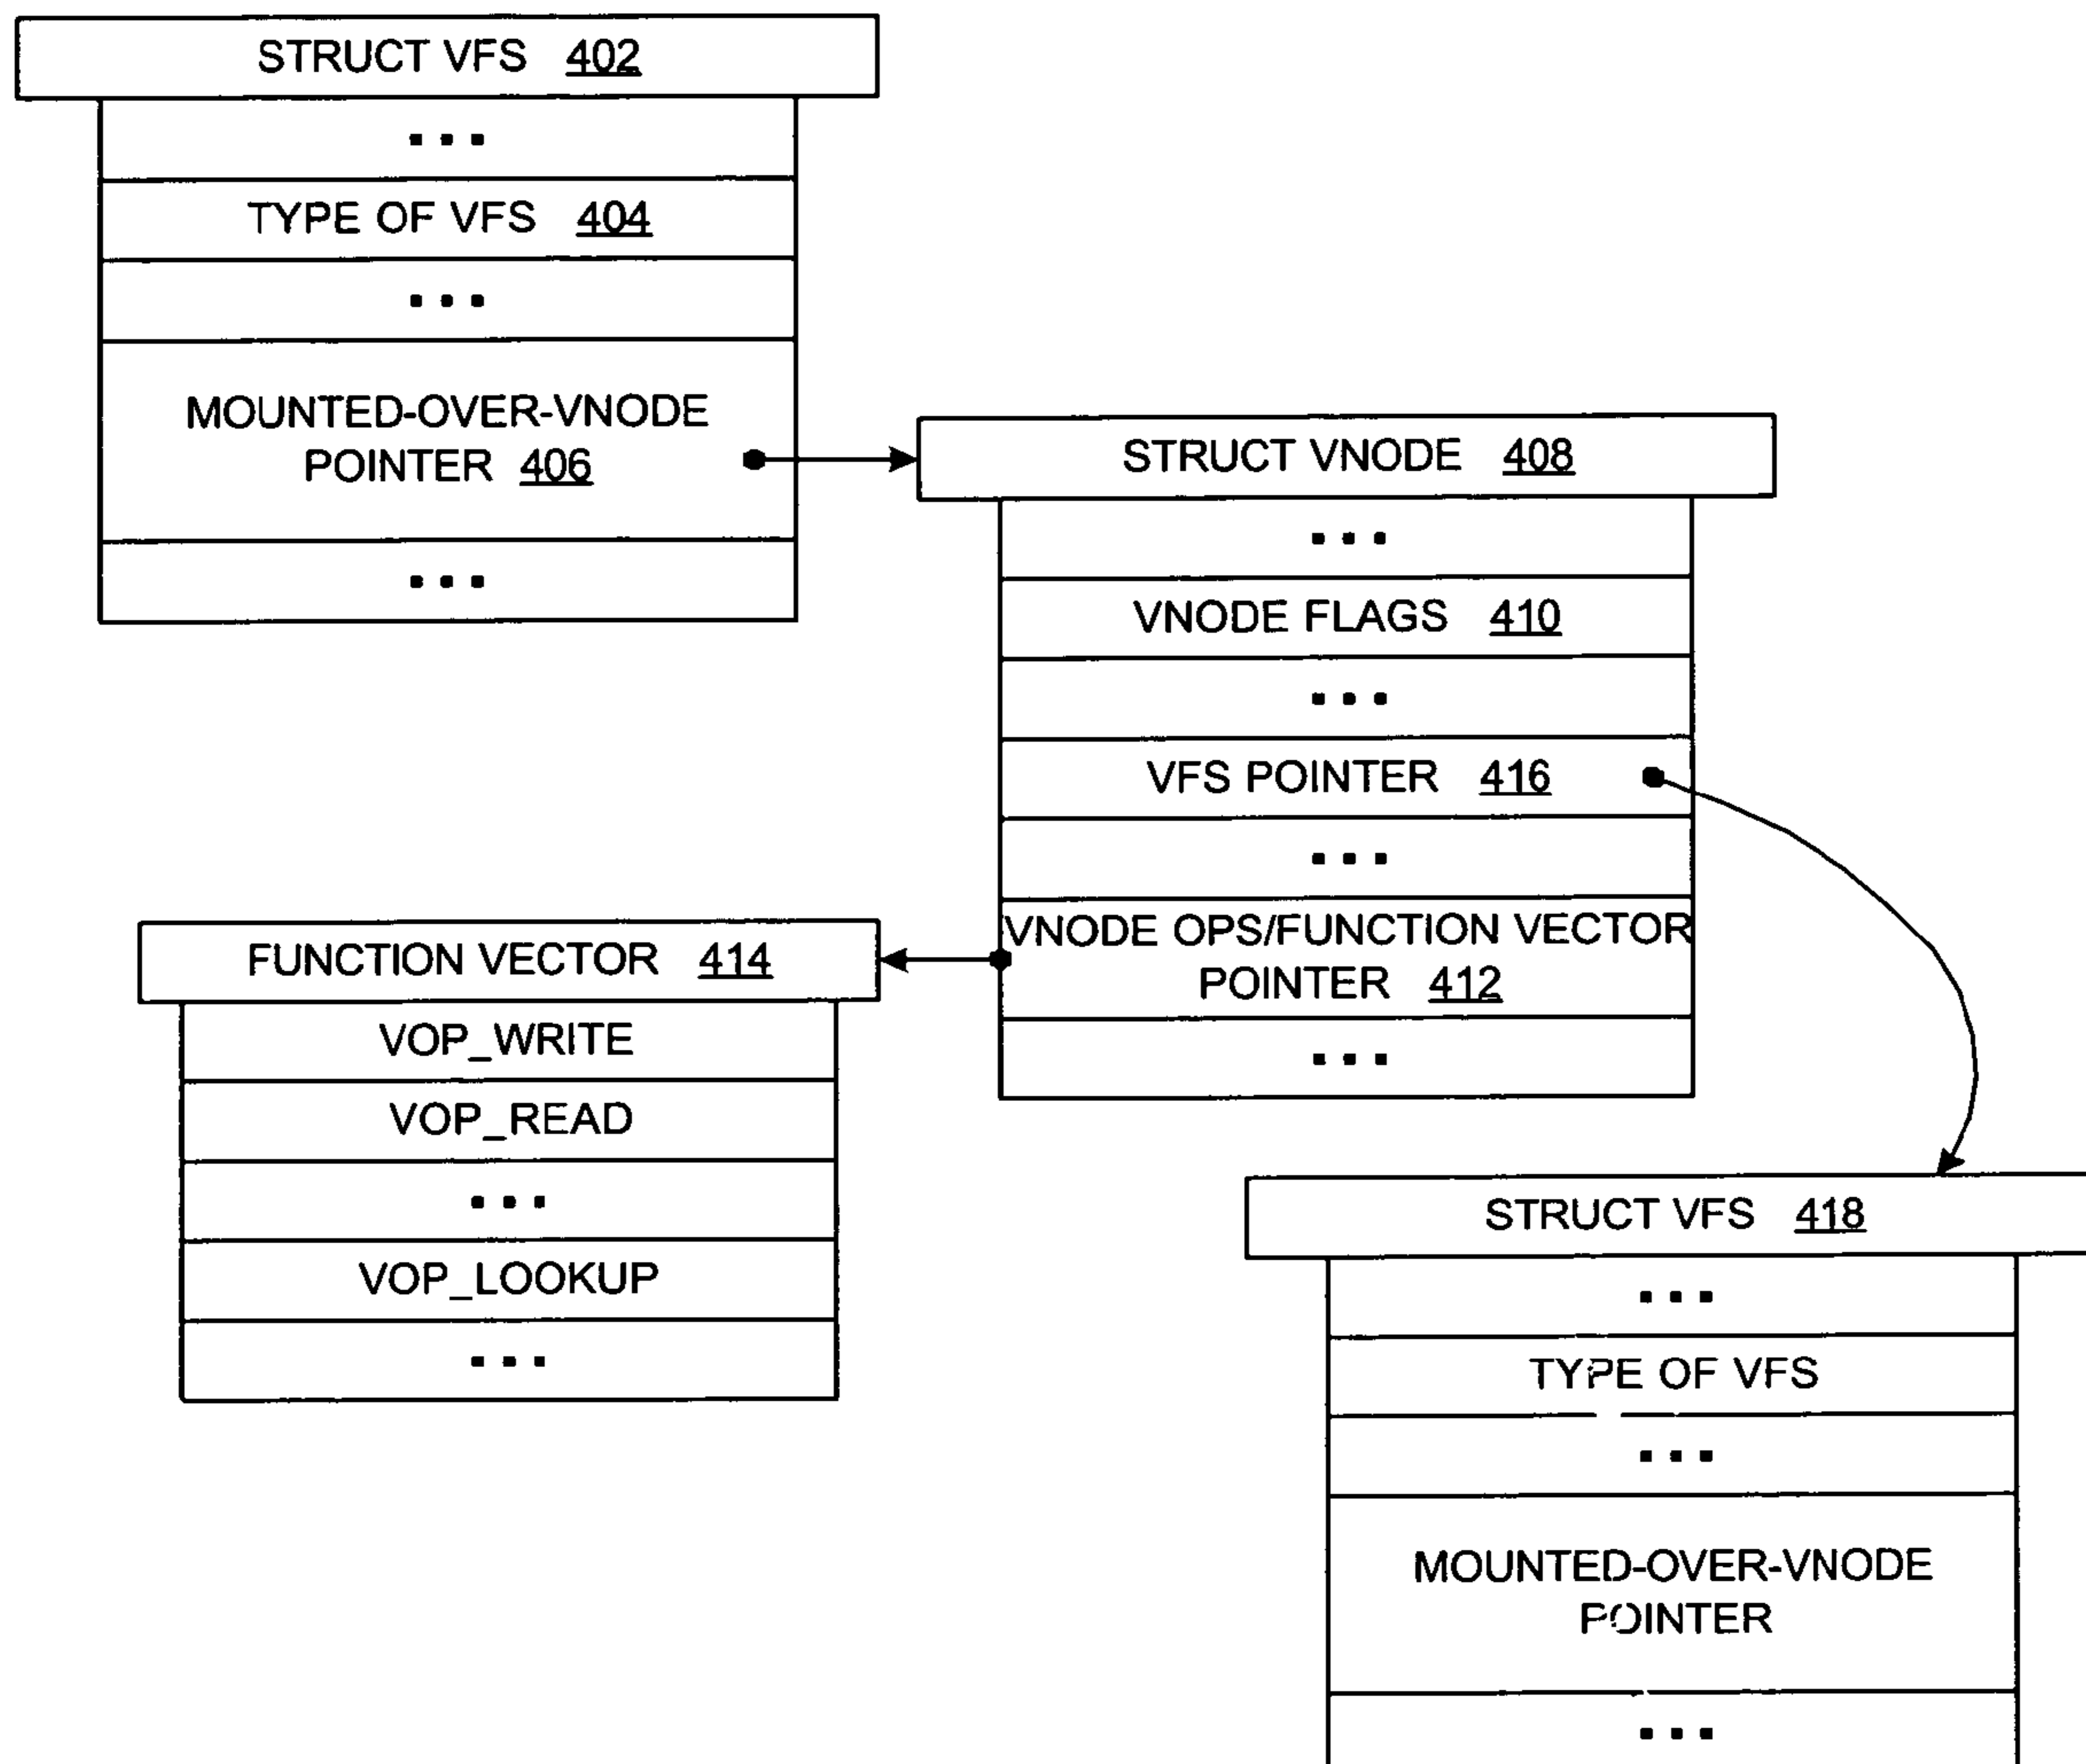 STRUCT VFS 402
...
TYPE OF VFS 404
...
MOUNTED-OVER-VNODE
POINTER 406
...
STRUCT VNODE 408
...
VNODE FLAGS 410
...
VFS POINTER 416
...
VNODE OPS/FUNCTION VECTOR
POINTER 412
...
FUNCTION VECTOR 414
VOP_WRITE
VOP_READ
...
VOP_LOOKUP
...
STRUCT VFS 418
...
TYPE OF VFS
...
MOUNTED-OVER-VNODE
POINTER
...